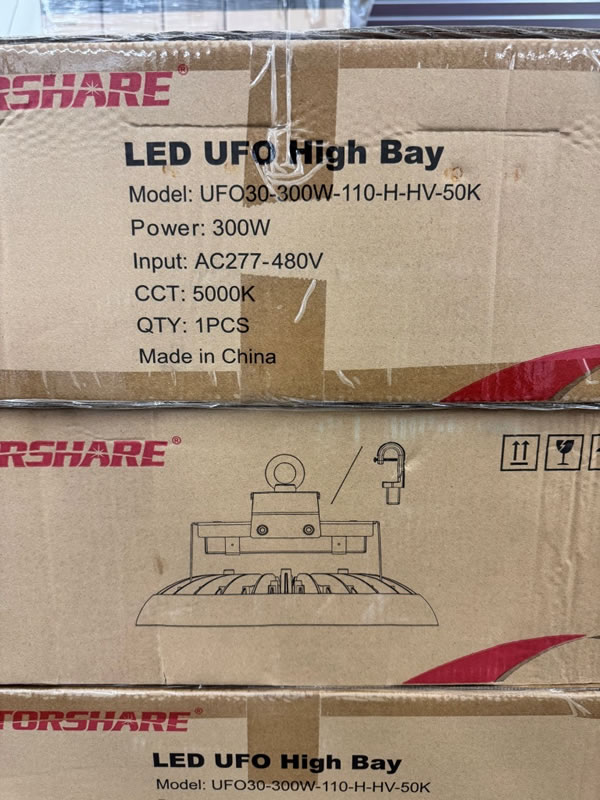 RSHARE®
LED UFO High Bay
Model: UFO30-300W-110-H-HV-50K
Power: 300W
Input: AC277-480V
CCT: 5000K
QTY: 1PCS
Made in China
RSHARE®
TORSHARE®
LED UFO High Bay
Model: UFO30-300W-110-H-HV-50K